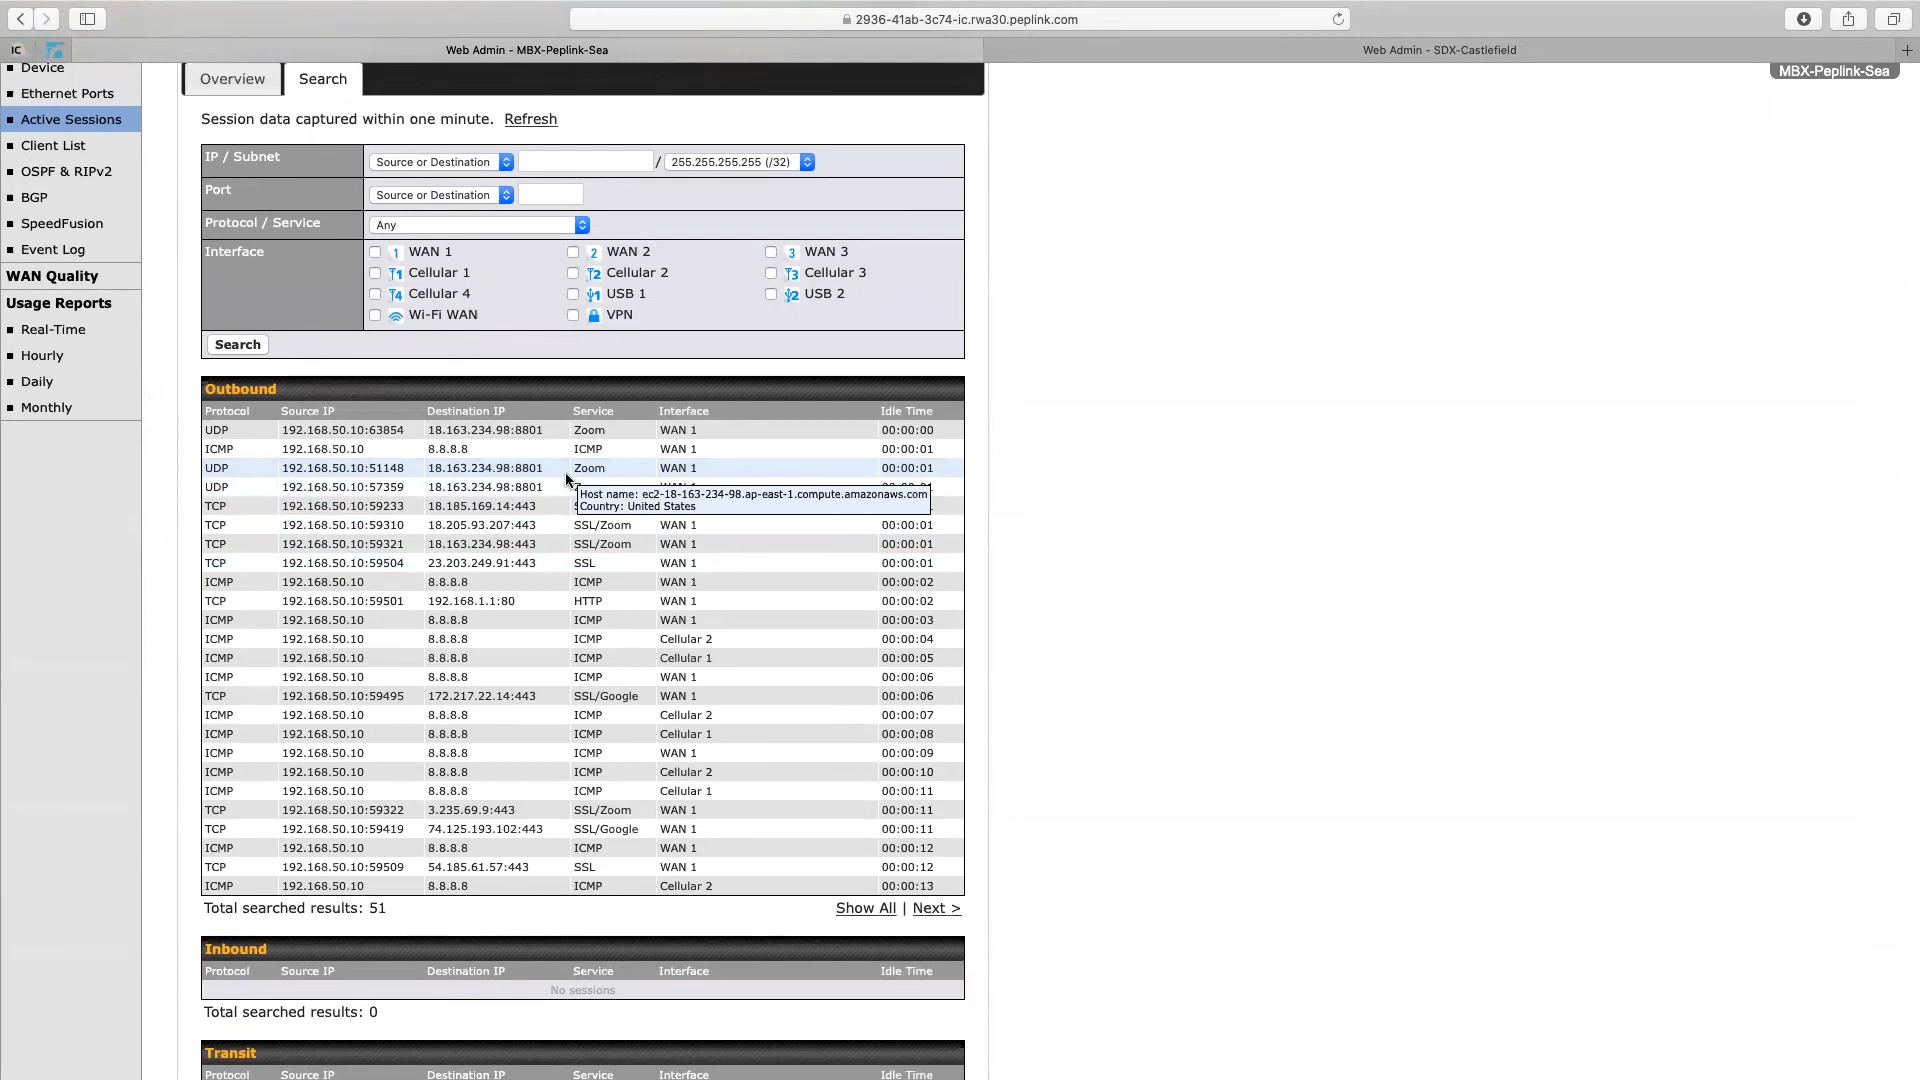 2936-41ab-3c74-ic.rwa30.peplink.com
IC
Web Admin - MBX-Peplink-Sea
Web Admin - SDX-Castlefield
MBX-Peplink-Sea
Device
Ethernet Ports
Active Sessions
Client List
OSPF & RIPv2
BGP
SpeedFusion
Event Log
WAN Quality
Usage Reports
Real-Time
Hourly
Daily
Monthly
Overview
Search
Session data captured within one minute. Refresh
IP / Subnet Source or Destination / 255.255.255.255 (/32)
Port Source or Destination
Protocol / Service Any
Interface 1 WAN 1 2 WAN 2 3 WAN 3
1 Cellular 1 2 Cellular 2 3 Cellular 3
4 Cellular 4 1 USB 1 2 USB 2
Wi-Fi WAN VPN
Search
Outbound
Protocol Source IP Destination IP Service Interface Idle Time
UDP 192.168.50.10:63854 18.163.234.98:8801 Zoom WAN 1 00:00:00
ICMP 192.168.50.10 8.8.8.8 ICMP WAN 1 00:00:01
UDP 192.168.50.10:51148 18.163.234.98:8801 Zoom WAN 1 00:00:01
UDP 192.168.50.10:57359 18.163.234.98:8801
Host name: ec2-18-163-234-98.ap-east-1.compute.amazonaws.com
Country: United States
TCP 192.168.50.10:59233 18.185.169.14:443
TCP 192.168.50.10:59310 18.205.93.207:443 SSL/Zoom WAN 1 00:00:01
TCP 192.168.50.10:59321 18.163.234.98:443 SSL/Zoom WAN 1 00:00:01
TCP 192.168.50.10:59504 23.203.249.91:443 SSL WAN 1 00:00:01
ICMP 192.168.50.10 8.8.8.8 ICMP WAN 1 00:00:02
TCP 192.168.50.10:59501 192.168.1.1:80 HTTP WAN 1 00:00:02
ICMP 192.168.50.10 8.8.8.8 ICMP WAN 1 00:00:03
ICMP 192.168.50.10 8.8.8.8 ICMP Cellular 2 00:00:04
ICMP 192.168.50.10 8.8.8.8 ICMP Cellular 1 00:00:05
ICMP 192.168.50.10 8.8.8.8 ICMP WAN 1 00:00:06
TCP 192.168.50.10:59495 172.217.22.14:443 SSL/Google WAN 1 00:00:06
ICMP 192.168.50.10 8.8.8.8 ICMP Cellular 2 00:00:07
ICMP 192.168.50.10 8.8.8.8 ICMP Cellular 1 00:00:08
ICMP 192.168.50.10 8.8.8.8 ICMP WAN 1 00:00:09
ICMP 192.168.50.10 8.8.8.8 ICMP Cellular 2 00:00:10
ICMP 192.168.50.10 8.8.8.8 ICMP Cellular 1 00:00:11
TCP 192.168.50.10:59322 3.235.69.9:443 SSL/Zoom WAN 1 00:00:11
TCP 192.168.50.10:59419 74.125.193.102:443 SSL/Google WAN 1 00:00:11
ICMP 192.168.50.10 8.8.8.8 ICMP WAN 1 00:00:12
TCP 192.168.50.10:59509 54.185.61.57:443 SSL WAN 1 00:00:12
ICMP 192.168.50.10 8.8.8.8 ICMP Cellular 2 00:00:13
Total searched results: 51 Show All | Next >
Inbound
Protocol Source IP Destination IP Service Interface Idle Time
No sessions
Total searched results: 0
Transit
Protocol Source IP Destination IP Service Interface Idle Time